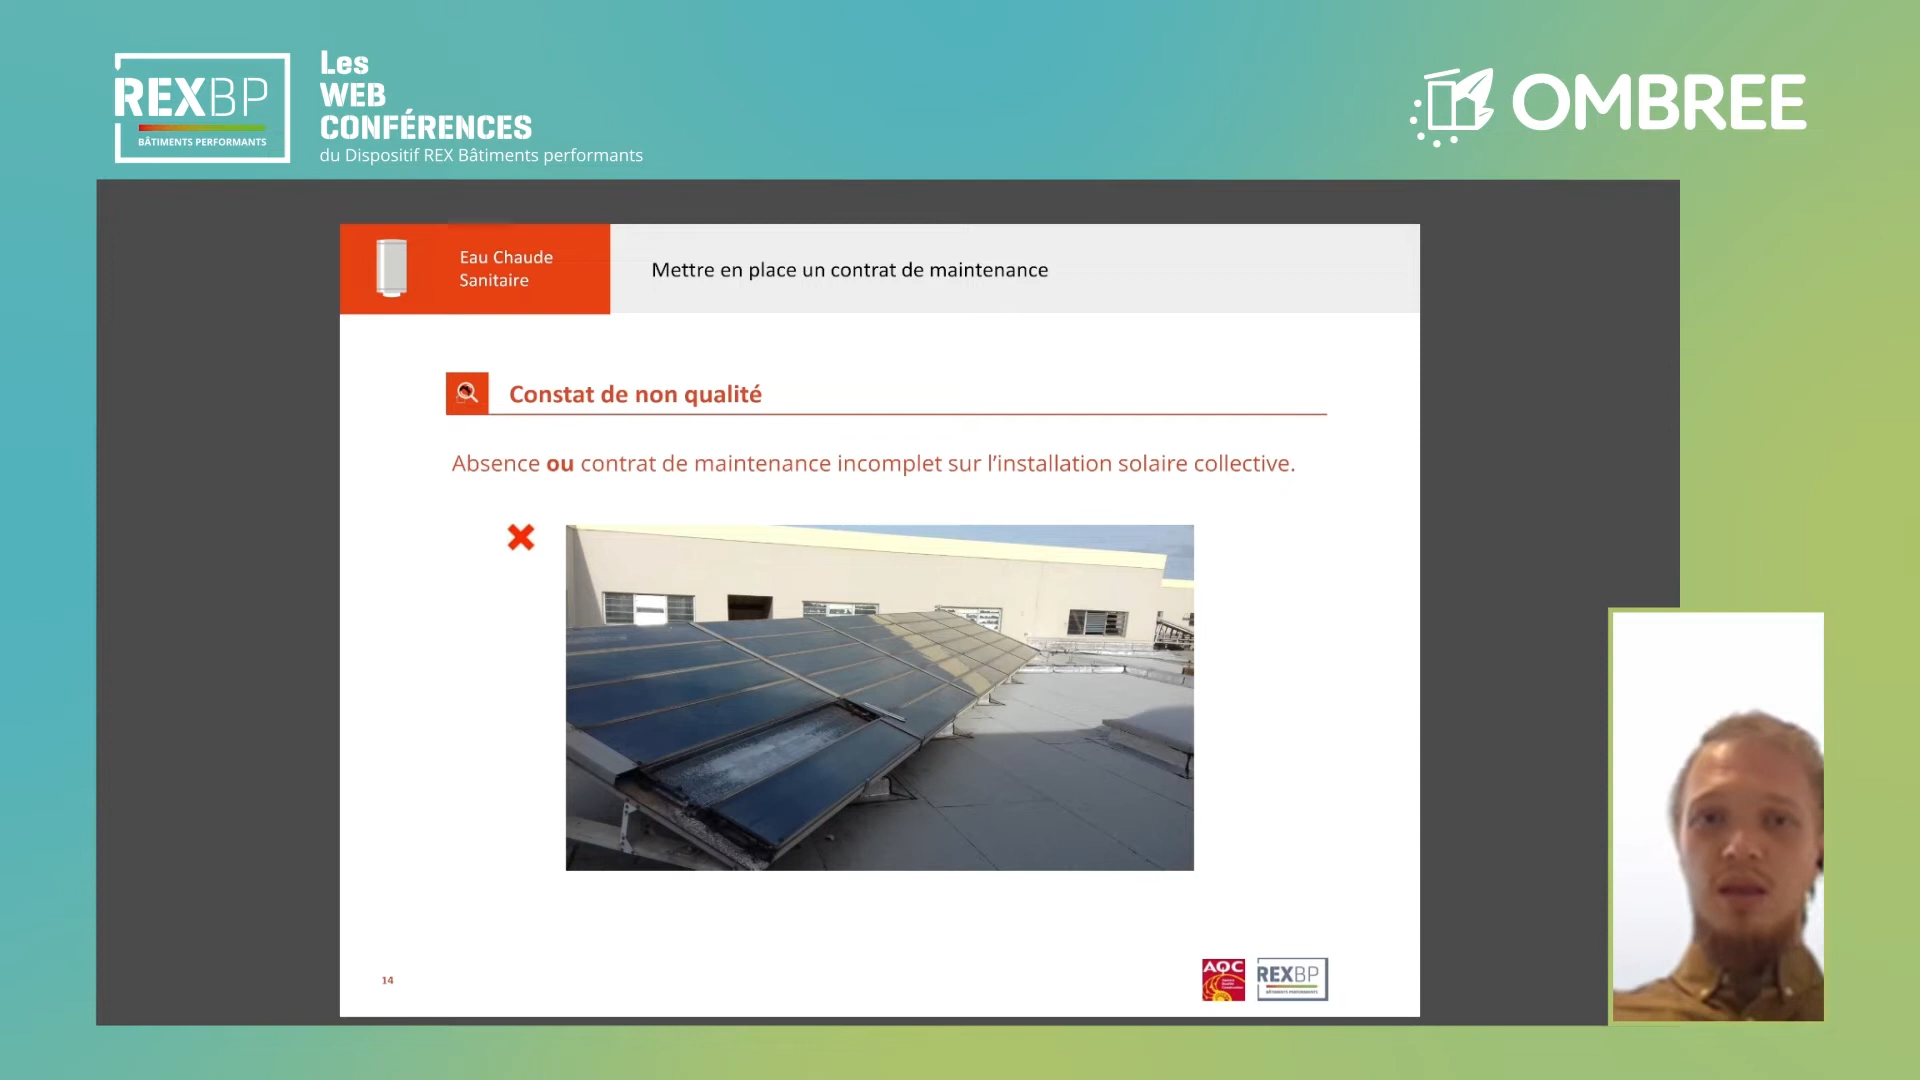 REXBP
BÂTIMENTS PERFORMANTS
Les
WEB
CONFÉRENCES
du Dispositif REX Bâtiments performants
OMBREE
Eau Chaude
Sanitaire
Mettre en place un contrat de maintenance
Constat de non qualité
Absence ou contrat de maintenance incomplet sur l'installation solaire collective.
14
AQC
REXBP
BÂTIMENTS PERFORMANTS